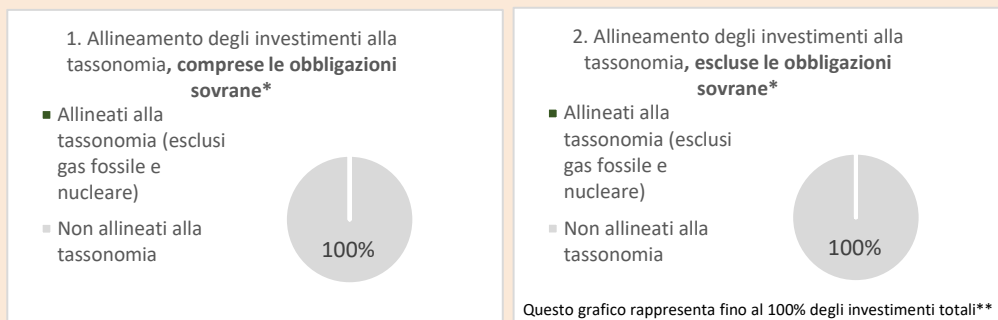 1. Allineamento degli investimenti alla
tassonomia, comprese le obbligazioni
sovrane*
Allineati alla
tassonomia (esclusi
gas fossile e
nucleare)
Non allineati alla
tassonomia
100%
2. Allineamento degli investimenti alla
tassonomia, escluse le obbligazioni
sovrane*
Allineati alla
tassonomia (esclusi
gas fossile e
nucleare)
Non allineati alla
tassonomia
100%
Questo grafico rappresenta fino al 100% degli investimenti totali**